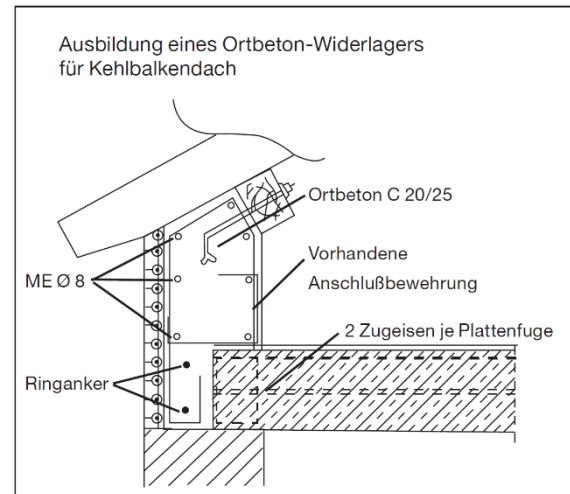 Ausbildung eines Ortbeton-Widerlagers
für Kehlbalkendach
Ortbeton C 20/25
Vorhandene
Anschlußbewehrung
ME Ø 8
2 Zugeisen je Plattenfuge
Ringanker